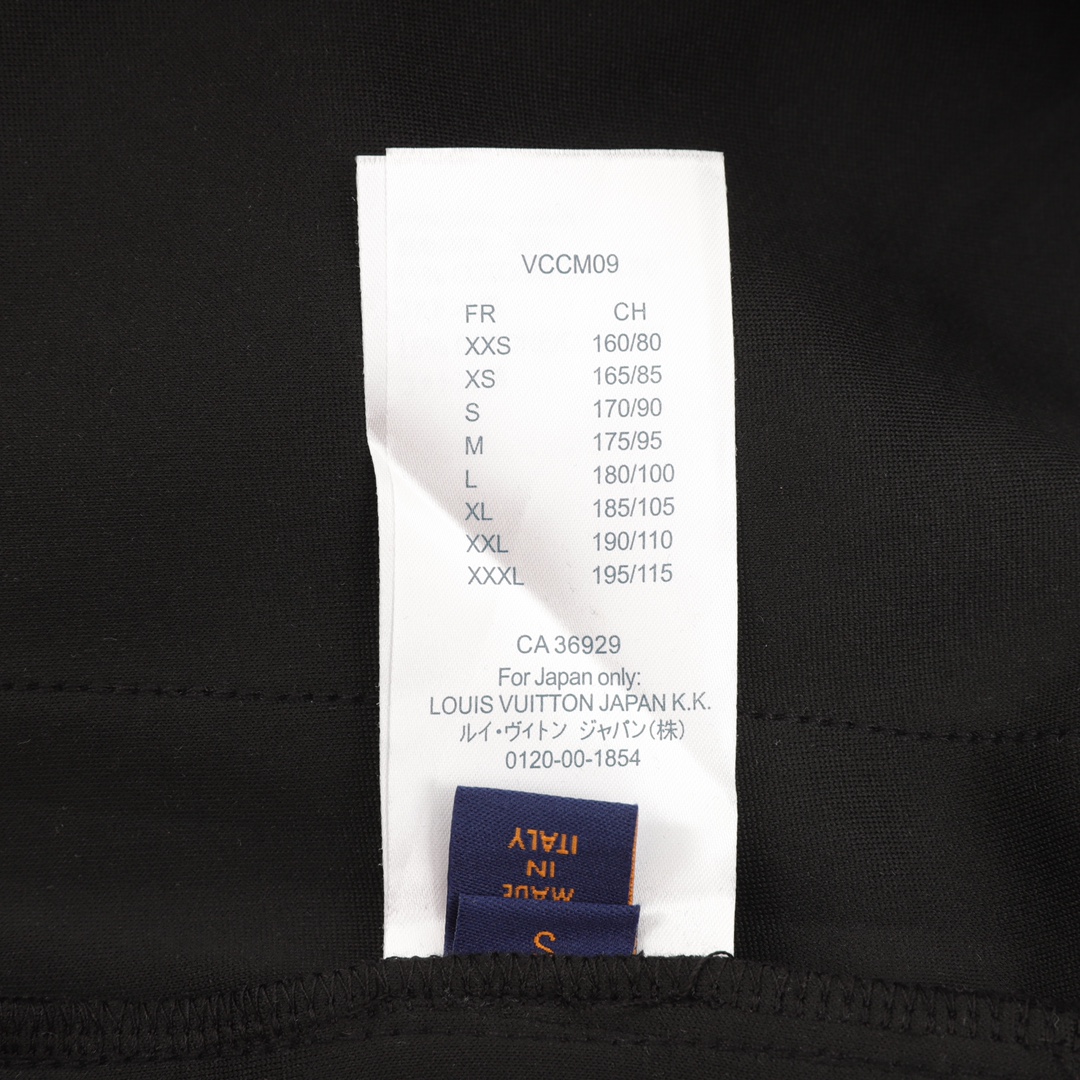 VCCM09
FR CH
XXS 160/80
XS 165/85
S 170/90
M 175/95
L 180/100
XL 185/105
XXL 190/110
XXXL 195/115
CA 36929
For Japan only:
LOUIS VUITTON JAPAN K.K.
ルイ・ヴィトン ジャパン(株)
0120-00-1854
MADE
IN
ITALY
S